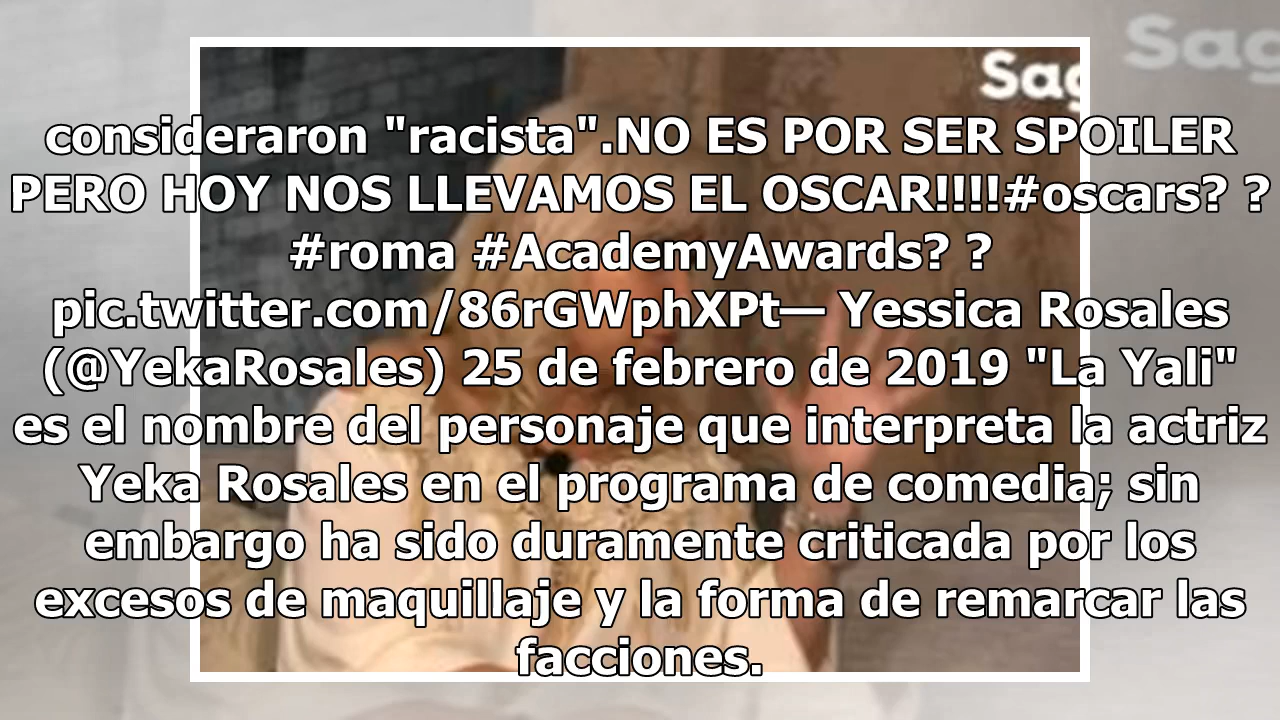 Sag
Sag
consideraron "racista".NO ES POR SER SPOILER
PERO HOY NOS LLEVAMOS EL OSCAR!!!!#oscars? ?
#roma #AcademyAwards? ?
pic.twitter.com/86rGWphXPt— Yessica Rosales
(@YekaRosales) 25 de febrero de 2019 "La Yali"
es el nombre del personaje que interpreta la actriz
Yeka Rosales en el programa de comedia; sin
embargo ha sido duramente criticada por los
excesos de maquillaje y la forma de remarcar las
facciones.